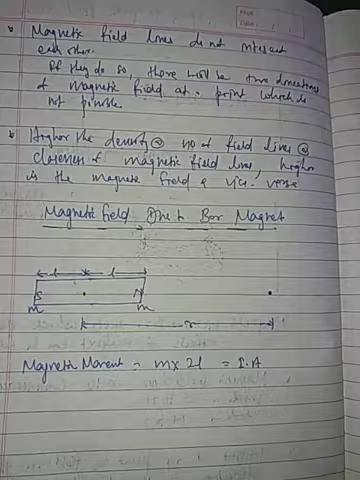 Magnetic field lines do not intersect
each other.
If they do so, there will be two directions
of magnetic field at a point which is
not possible
Higher the density @ no of field lines @
closeness of magnetic field lines, higher
is the magnetic field & vice-versa
Magnetic field Due to Bar Magnet
l l
S N
m m
r
Magnetic Moment = m x 2l = I.A